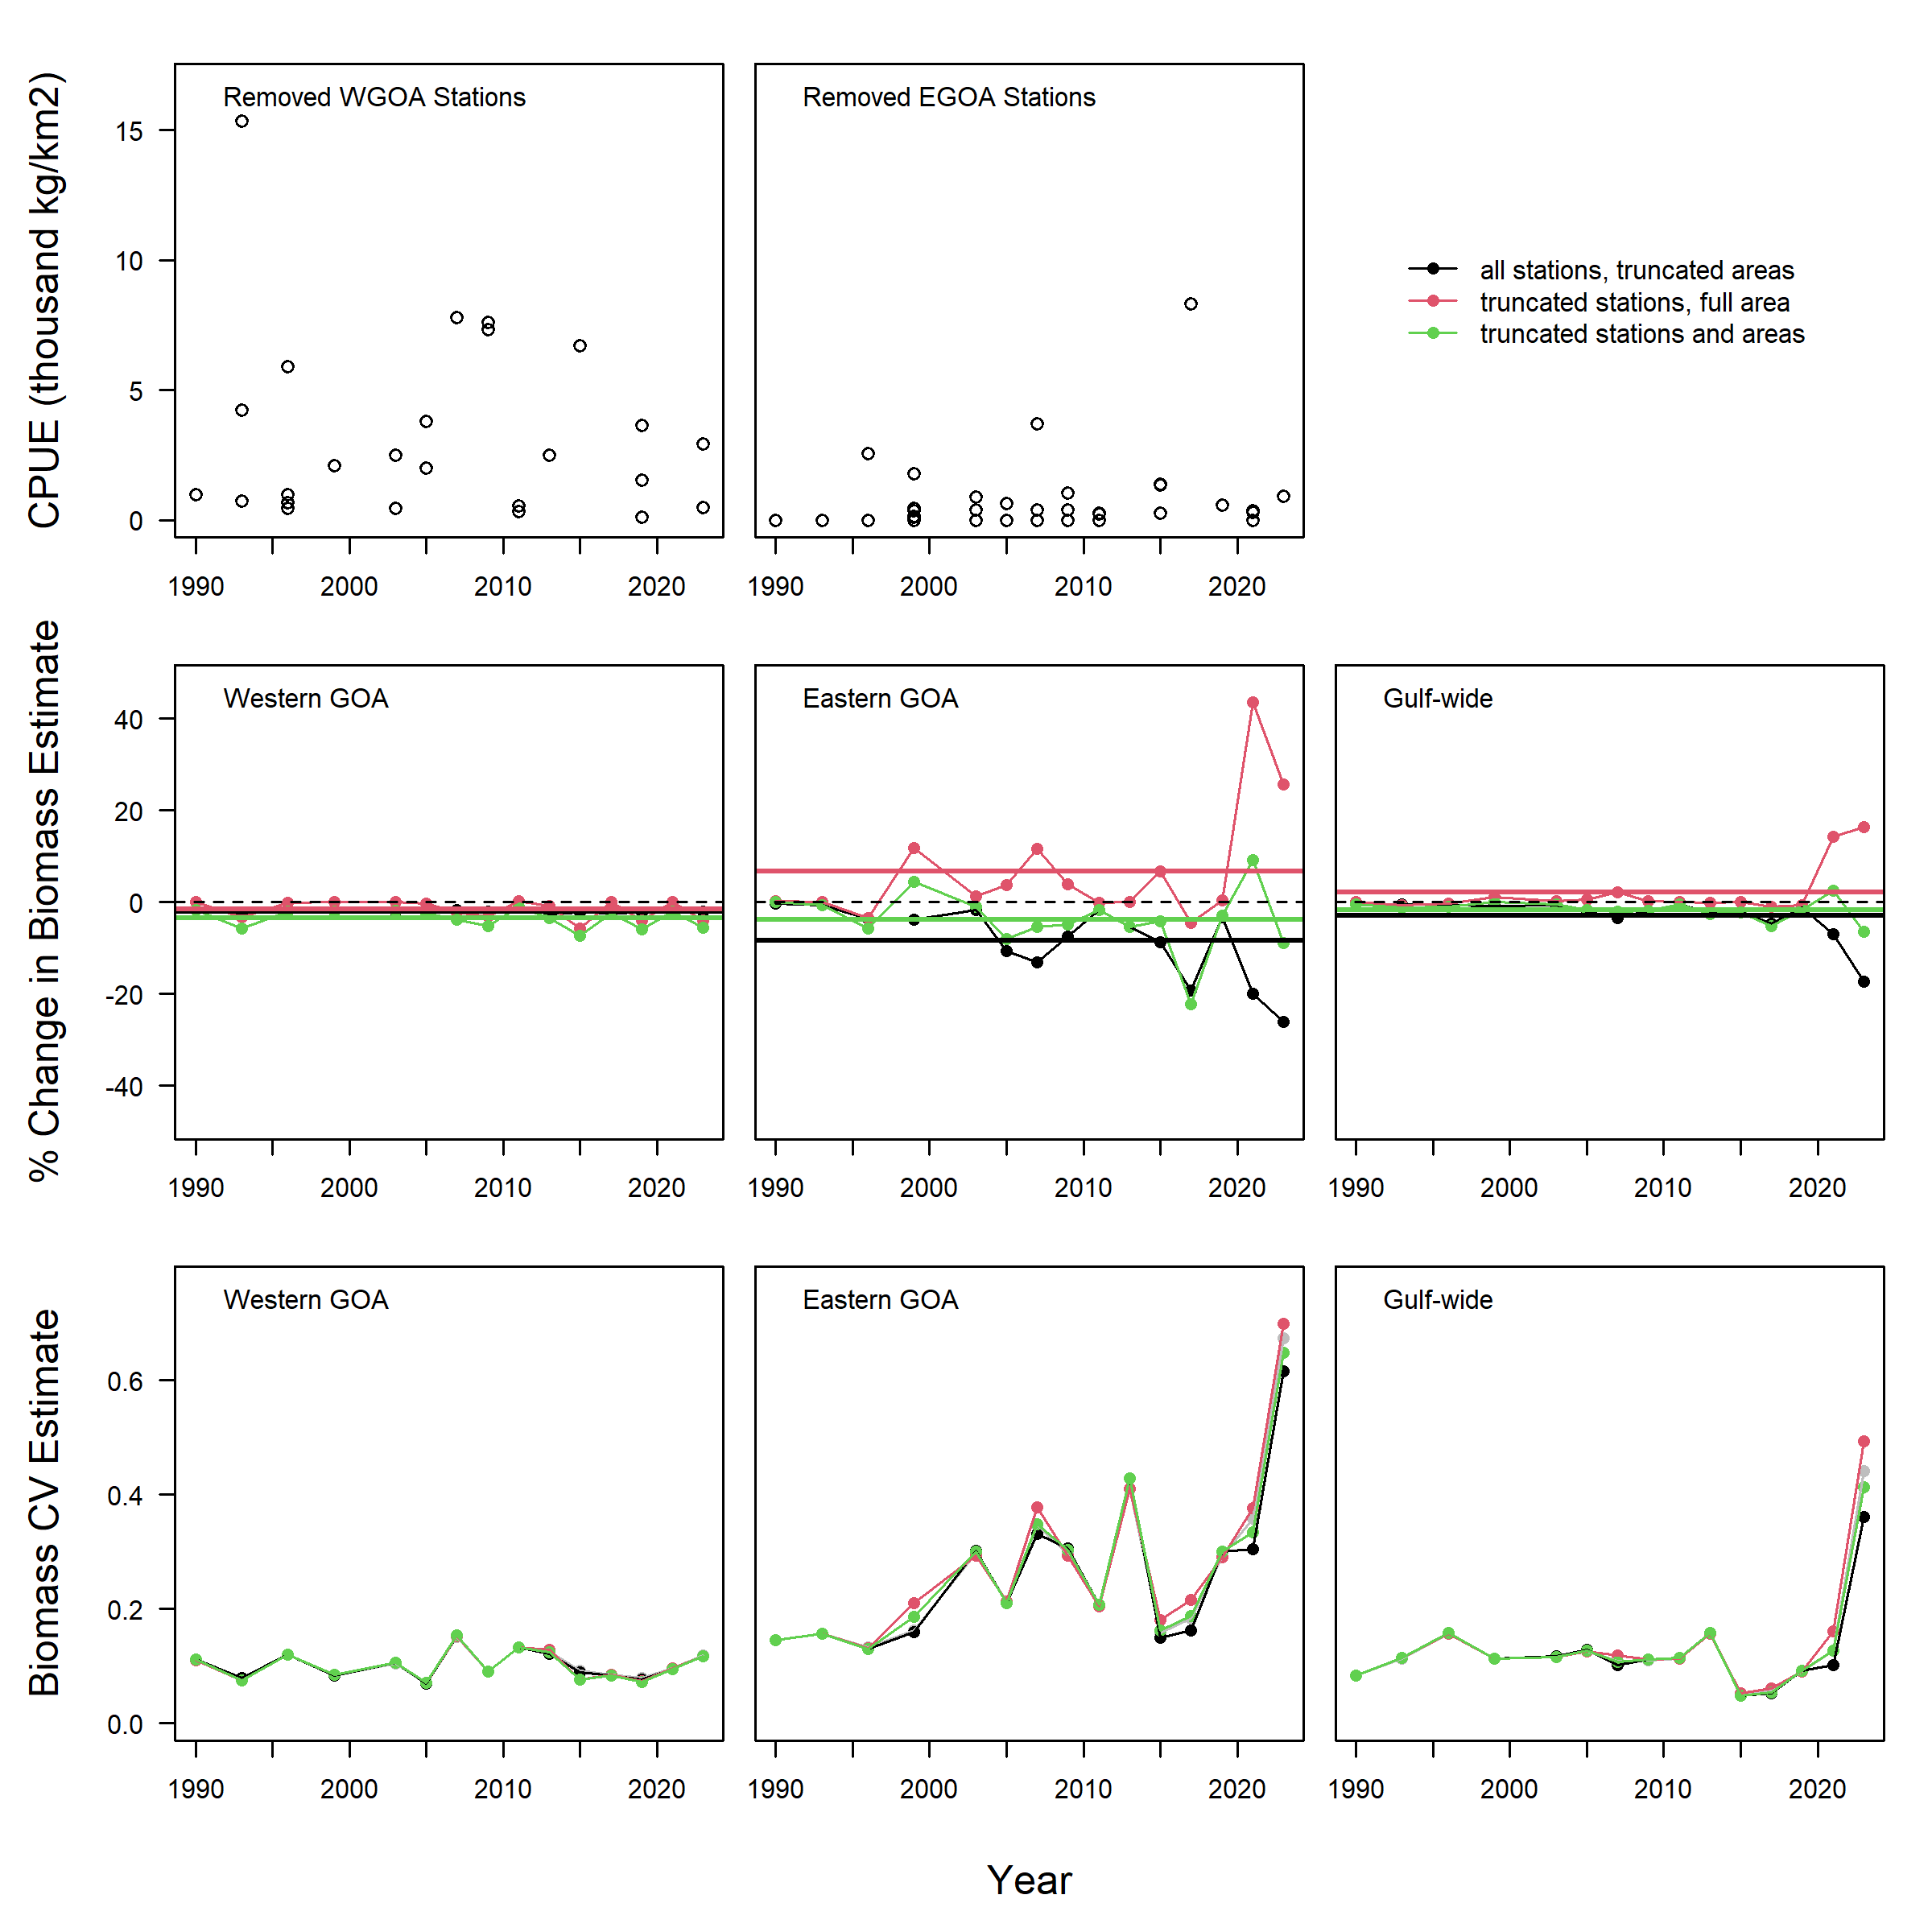 Removed WGOA Stations
Removed EGOA Stations
CPUE (thousand kg/km2)
15
10
5
0
1990 2000 2010 2020
1990 2000 2010 2020
all stations, truncated areas
truncated stations, full area
truncated stations and areas
% Change in Biomass Estimate
Western GOA
Eastern GOA
Gulf-wide
40
20
0
-20
-40
1990 2000 2010 2020
1990 2000 2010 2020
1990 2000 2010 2020
Biomass CV Estimate
Western GOA
Eastern GOA
Gulf-wide
0.6
0.4
0.2
0.0
1990 2000 2010 2020
1990 2000 2010 2020
1990 2000 2010 2020
Year